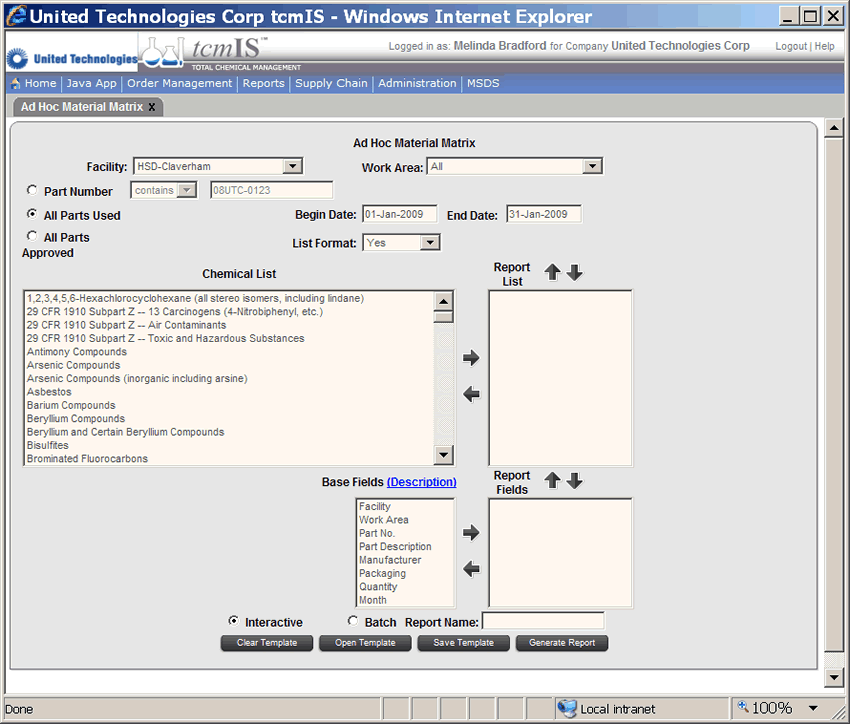 United Technologies Corp tcmIS - Windows Internet Explorer
United Technologies tcmIS™ TOTAL CHEMICAL MANAGEMENT
Logged in as: Melinda Bradford for Company United Technologies Corp Logout | Help
Home | Java App | Order Management | Reports | Supply Chain | Administration | MSDS
Ad Hoc Material Matrix x
Ad Hoc Material Matrix
Facility: HSD-Claverham Work Area: All
Part Number contains 08UTC-0123
All Parts Used Begin Date: 01-Jan-2009 End Date: 31-Jan-2009
All Parts
Approved
List Format: Yes
Chemical List
Report
List
1,2,3,4,5,6-Hexachlorocyclohexane (all stereo isomers, including lindane)
29 CFR 1910 Subpart Z -- 13 Carcinogens (4-Nitrobiphenyl, etc.)
29 CFR 1910 Subpart Z -- Air Contaminants
29 CFR 1910 Subpart Z -- Toxic and Hazardous Substances
Antimony Compounds
Arsenic Compounds
Arsenic Compounds (inorganic including arsine)
Asbestos
Barium Compounds
Beryllium Compounds
Beryllium and Certain Beryllium Compounds
Bisulfites
Brominated Fluorocarbons
Base Fields (Description)
Report
Fields
Facility
Work Area
Part No.
Part Description
Manufacturer
Packaging
Quantity
Month
Interactive Batch Report Name:
Clear Template Open Template Save Template Generate Report
Done Local intranet 100%